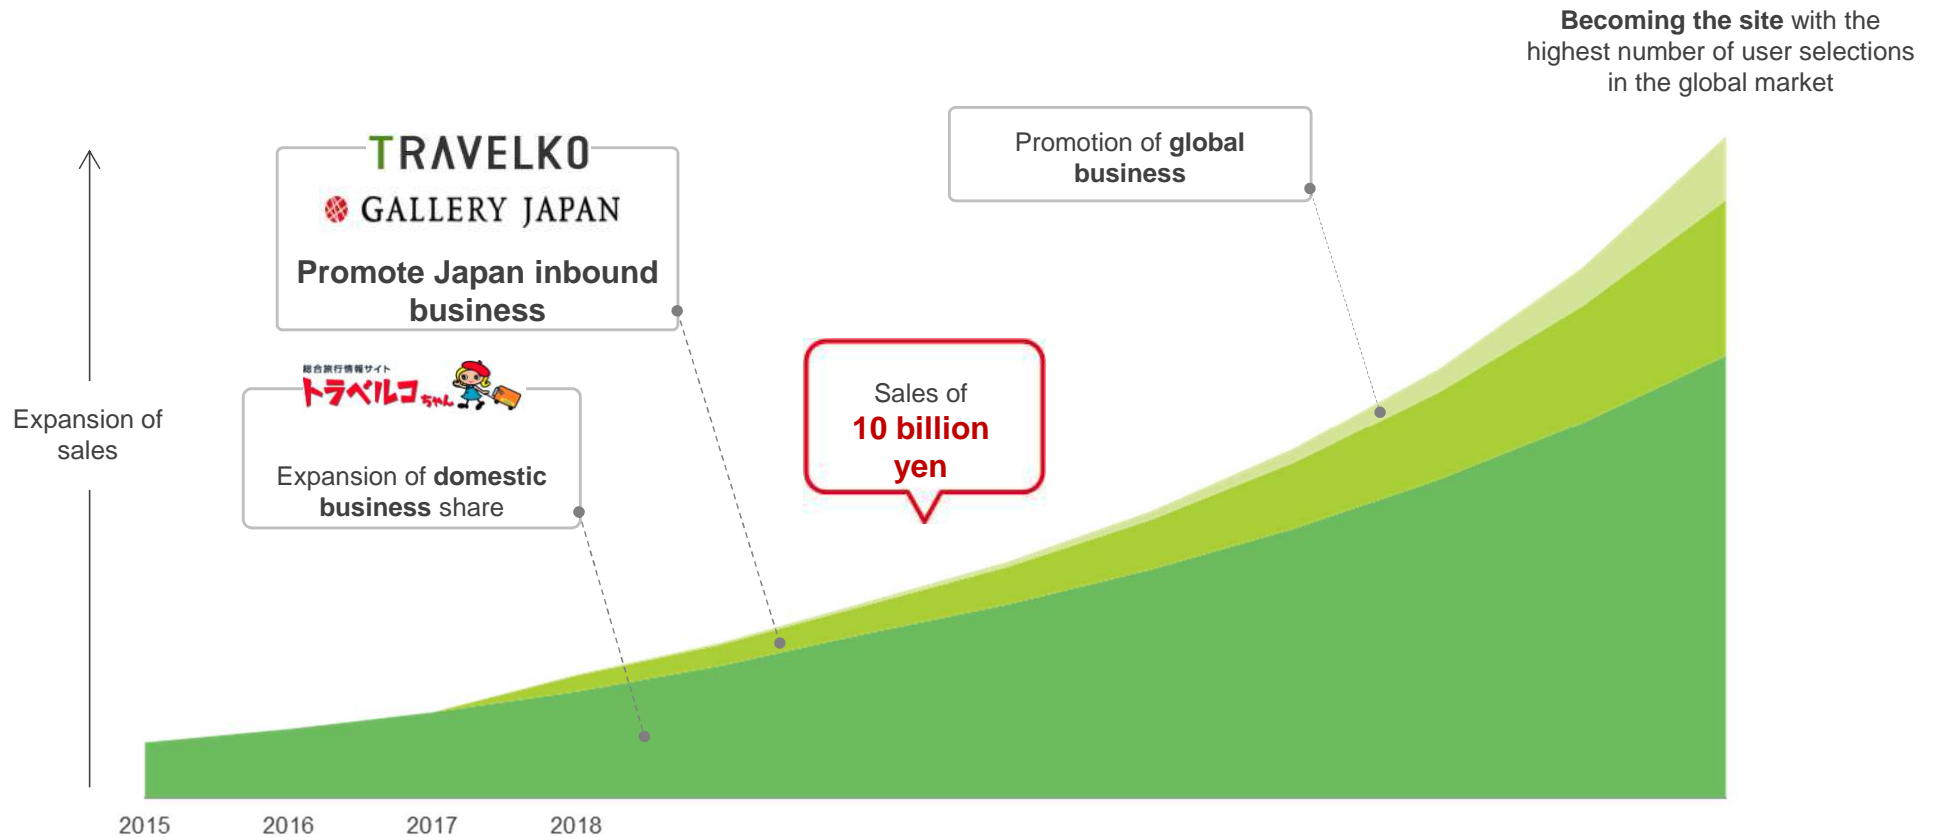 Becoming the site with the
highest number of user selections
in the global market
TRAVELKO
GALLERY JAPAN
Promote Japan inbound
business
Promotion of global
business
総合旅行情報サイト
トラベルコちゃん
Expansion of domestic
business share
Sales of
10 billion
yen
Expansion of
sales
2015 2016 2017 2018